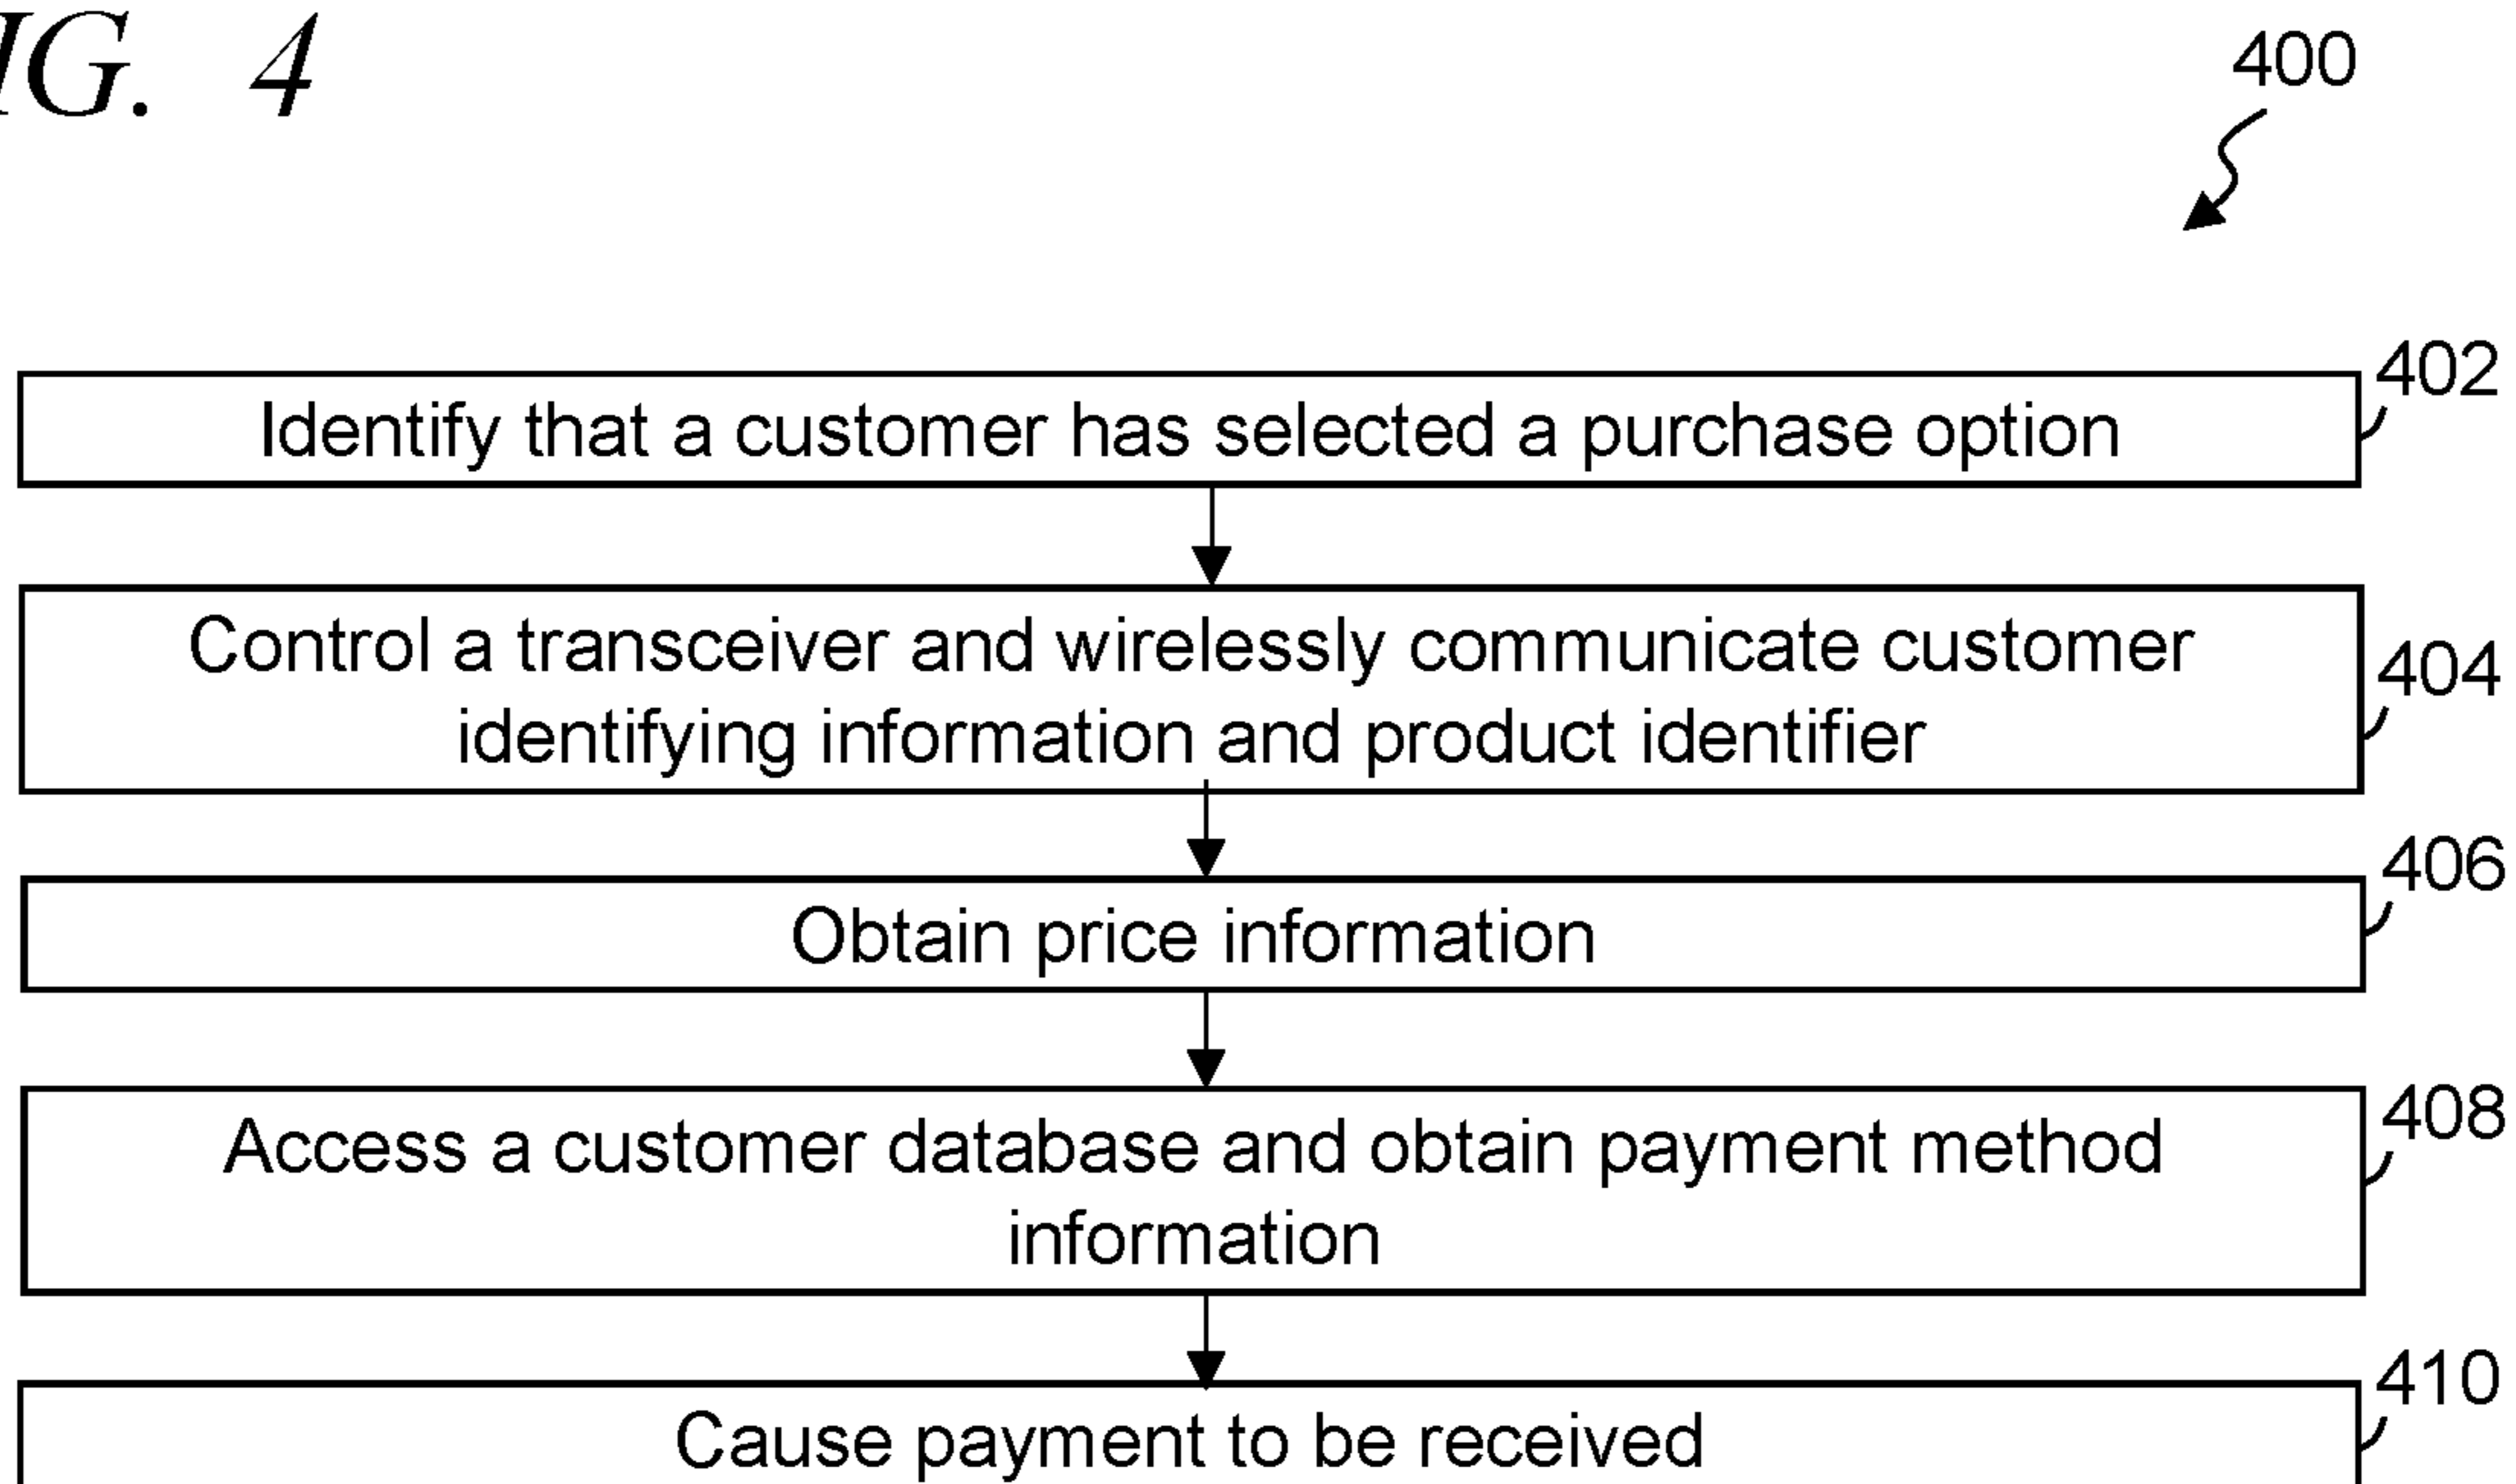 IG. 4
400
402
Identify that a customer has selected a purchase option
Control a transceiver and wirelessly communicate customer
identifying information and product identifier
404
406
Obtain price information
408
Access a customer database and obtain payment method
information
410
Cause payment to be received